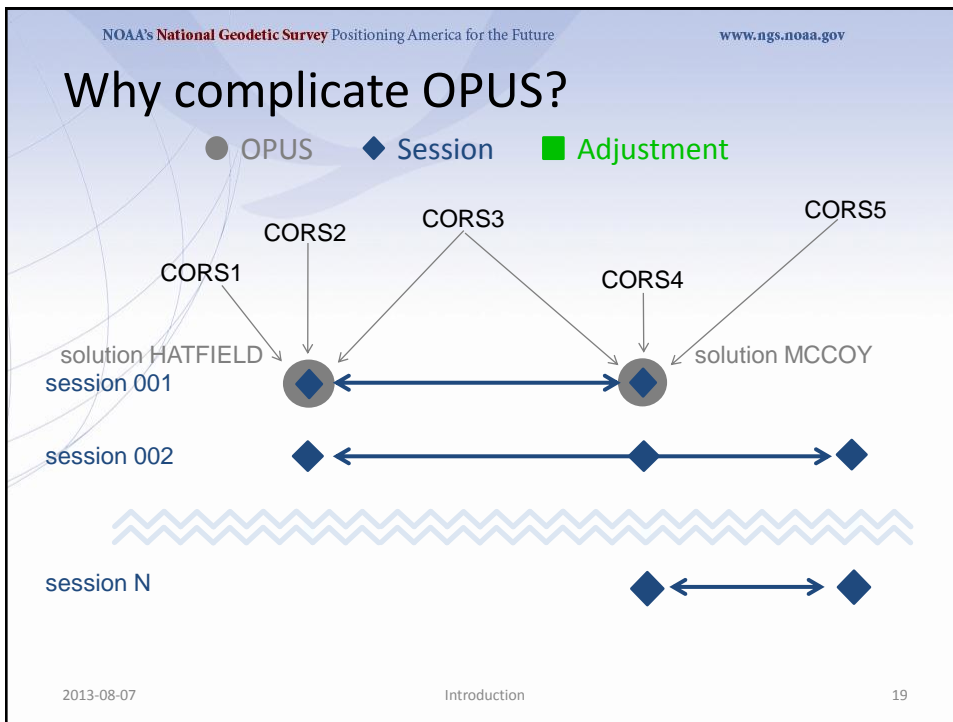 NOAA's National Geodetic Survey Positioning America for the Future www.ngs.noaa.gov
Why complicate OPUS?
OPUS Session Adjustment
CORS1
CORS2
CORS3
CORS4
CORS5
solution HATFIELD
solution MCCOY
session 001
session 002
session N
2013-08-07 Introduction 19